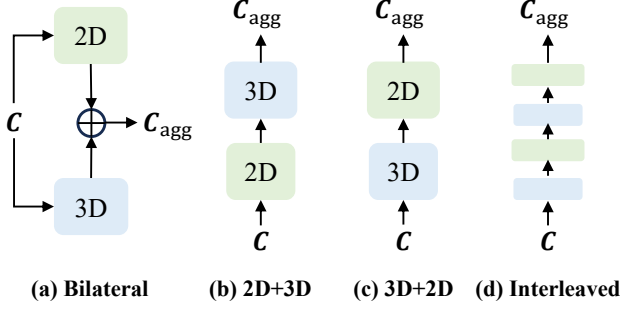 2D
C
C_agg
3D
(a) Bilateral
C_agg
3D
2D
C
(b) 2D+3D
C_agg
2D
3D
C
(c) 3D+2D
C_agg
C
(d) Interleaved